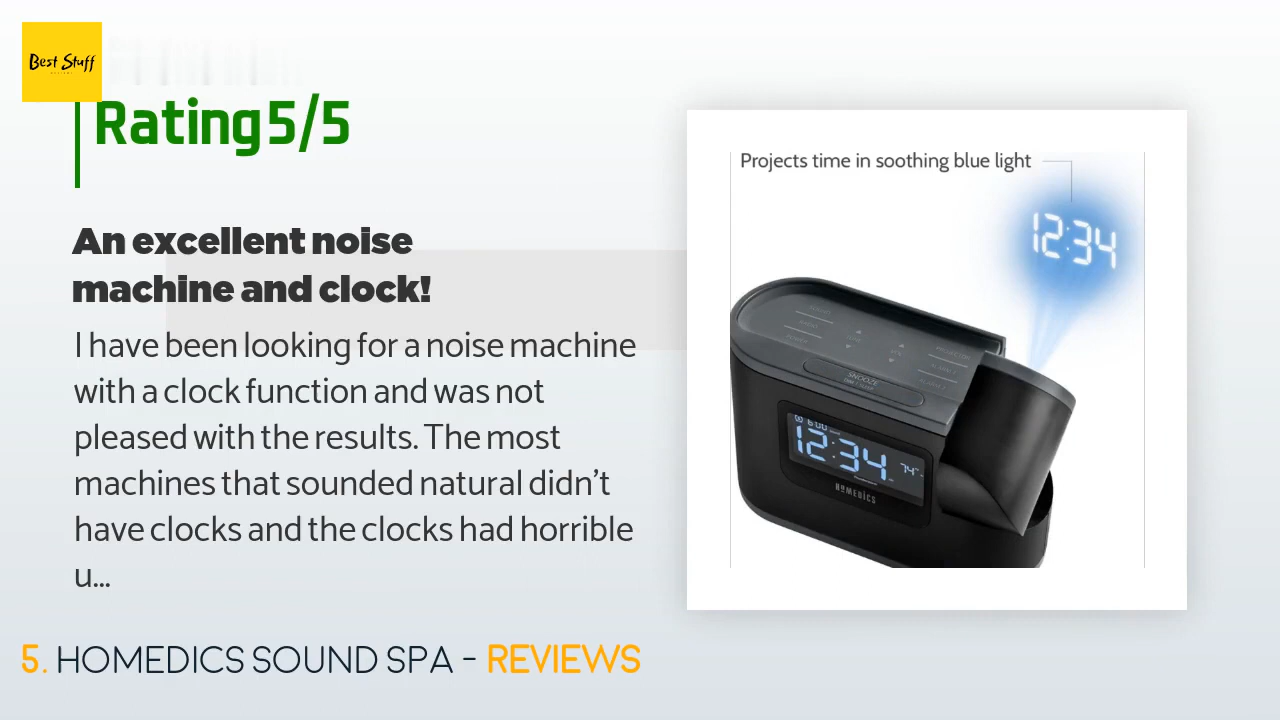 Best Stuff
Rating 5/5
An excellent noise
machine and clock!
I have been looking for a noise machine
with a clock function and was not
pleased with the results. The most
machines that sounded natural didn't
have clocks and the clocks had horrible
u...
Projects time in soothing blue light
12:34
SNOOZE
6:00
12:34
74°
HOMEDICS
5. HOMEDICS SOUND SPA - REVIEWS